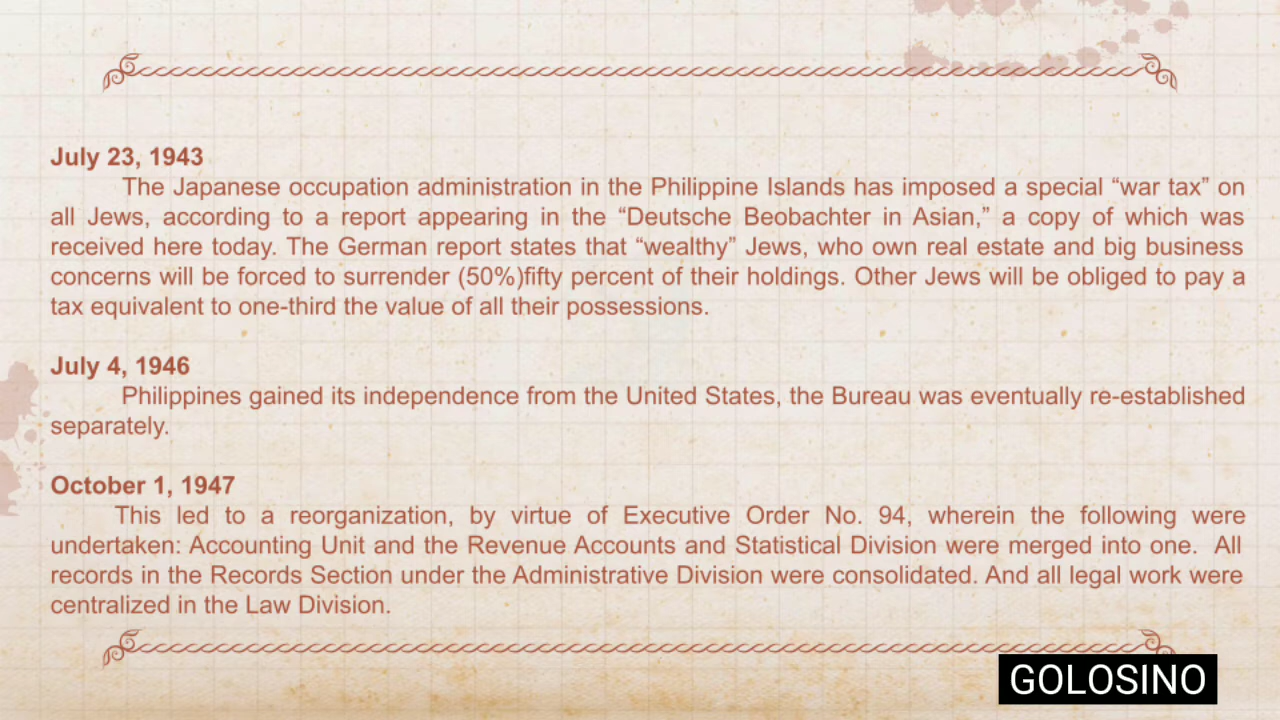 July 23, 1943
The Japanese occupation administration in the Philippine Islands has imposed a special “war tax” on
all Jews, according to a report appearing in the “Deutsche Beobachter in Asian,” a copy of which was
received here today. The German report states that “wealthy” Jews, who own real estate and big business
concerns will be forced to surrender (50%)fifty percent of their holdings. Other Jews will be obliged to pay a
tax equivalent to one-third the value of all their possessions.
July 4, 1946
Philippines gained its independence from the United States, the Bureau was eventually re-established
separately.
October 1, 1947
This led to a reorganization, by virtue of Executive Order No. 94, wherein the following were
undertaken: Accounting Unit and the Revenue Accounts and Statistical Division were merged into one. All
records in the Records Section under the Administrative Division were consolidated. And all legal work were
centralized in the Law Division.
GOLOSINO